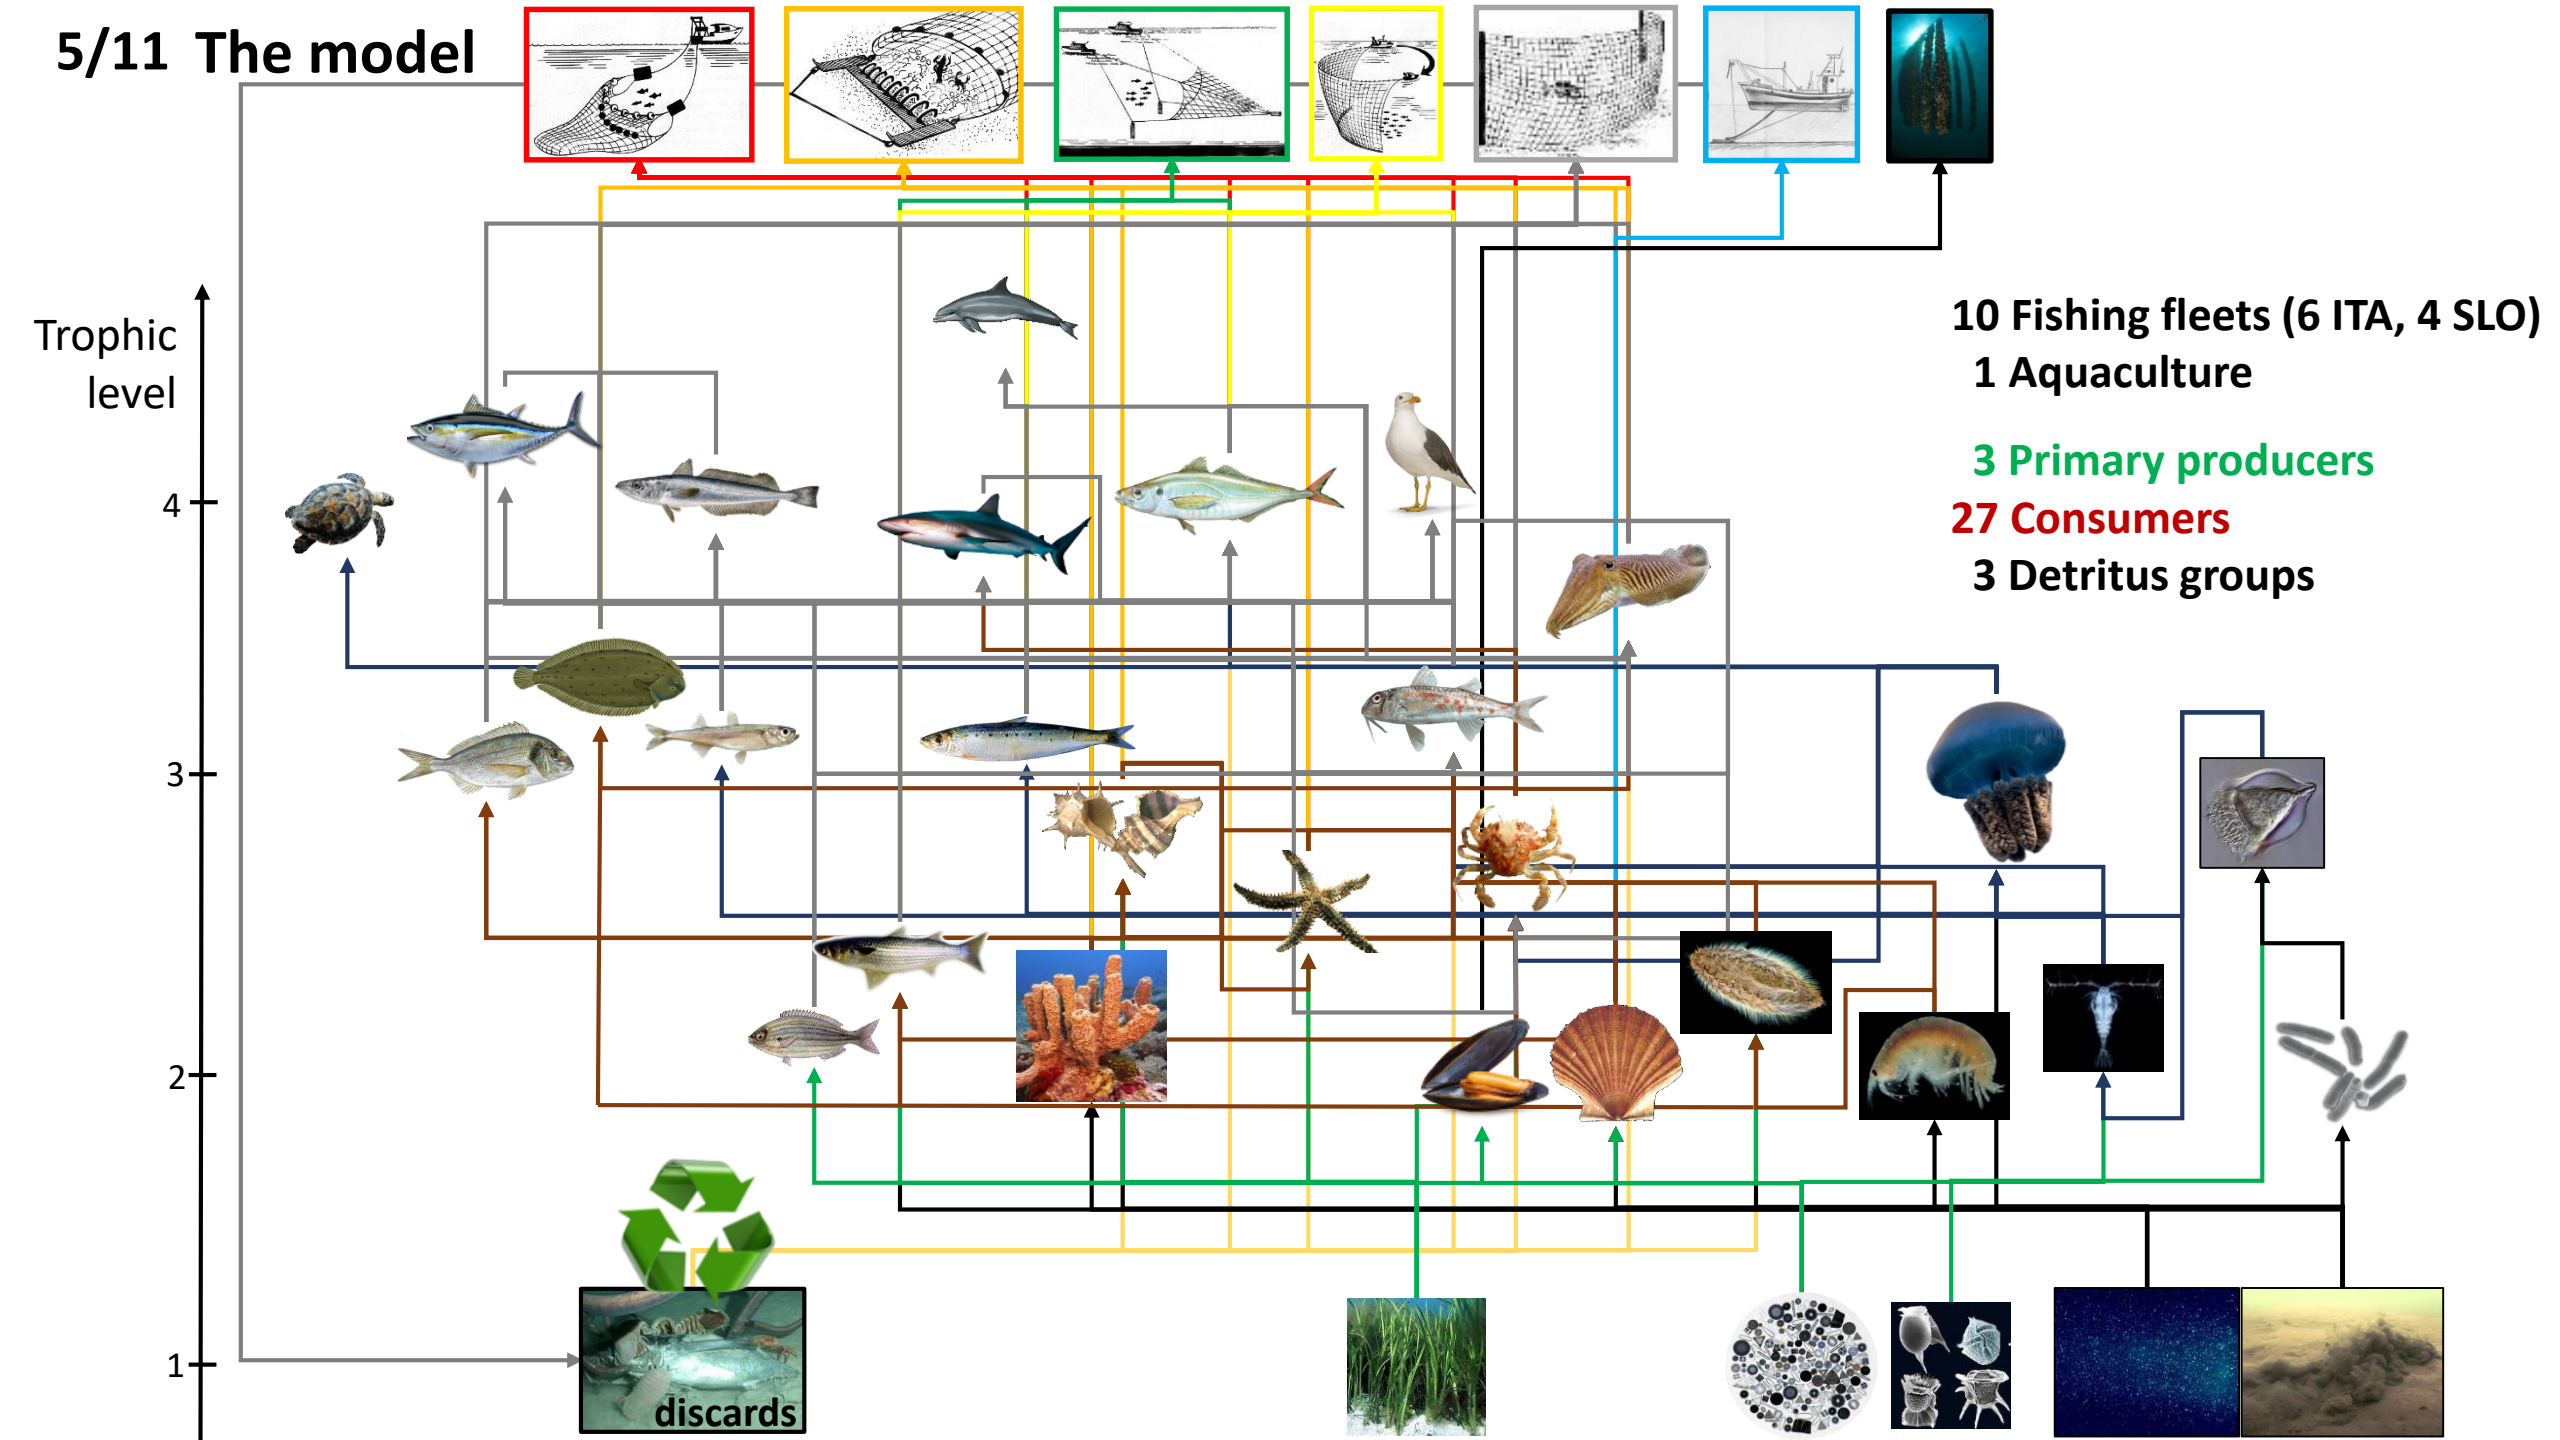 5/11 The model
Trophic
level
4
3
2
1
10 Fishing fleets (6 ITA, 4 SLO)
1 Aquaculture
3 Primary producers
27 Consumers
3 Detritus groups
discards